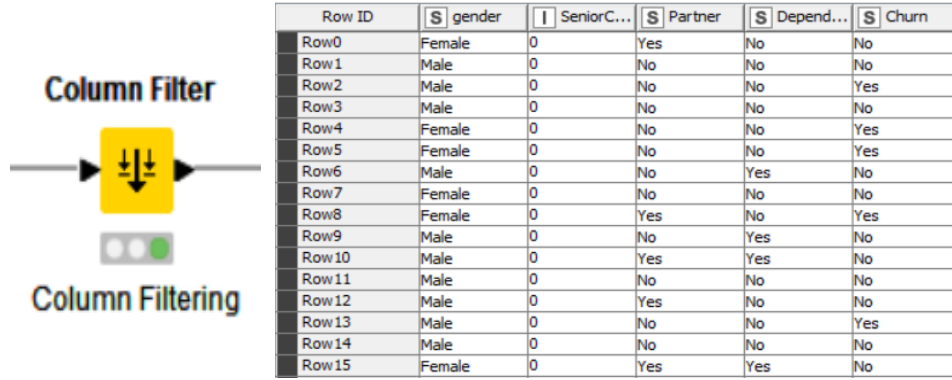 Column Filter
Column Filtering
Row ID S gender I SeniorC... S Partner S Depend... S Churn
Row0 Female 0 Yes No No
Row1 Male 0 No No No
Row2 Male 0 No No Yes
Row3 Male 0 No No No
Row4 Female 0 No No Yes
Row5 Female 0 No No Yes
Row6 Male 0 No Yes No
Row7 Female 0 No No No
Row8 Female 0 Yes No Yes
Row9 Male 0 No Yes No
Row10 Male 0 Yes Yes No
Row11 Male 0 No No No
Row12 Male 0 Yes No No
Row13 Male 0 No No Yes
Row14 Male 0 No No No
Row15 Female 0 Yes Yes No